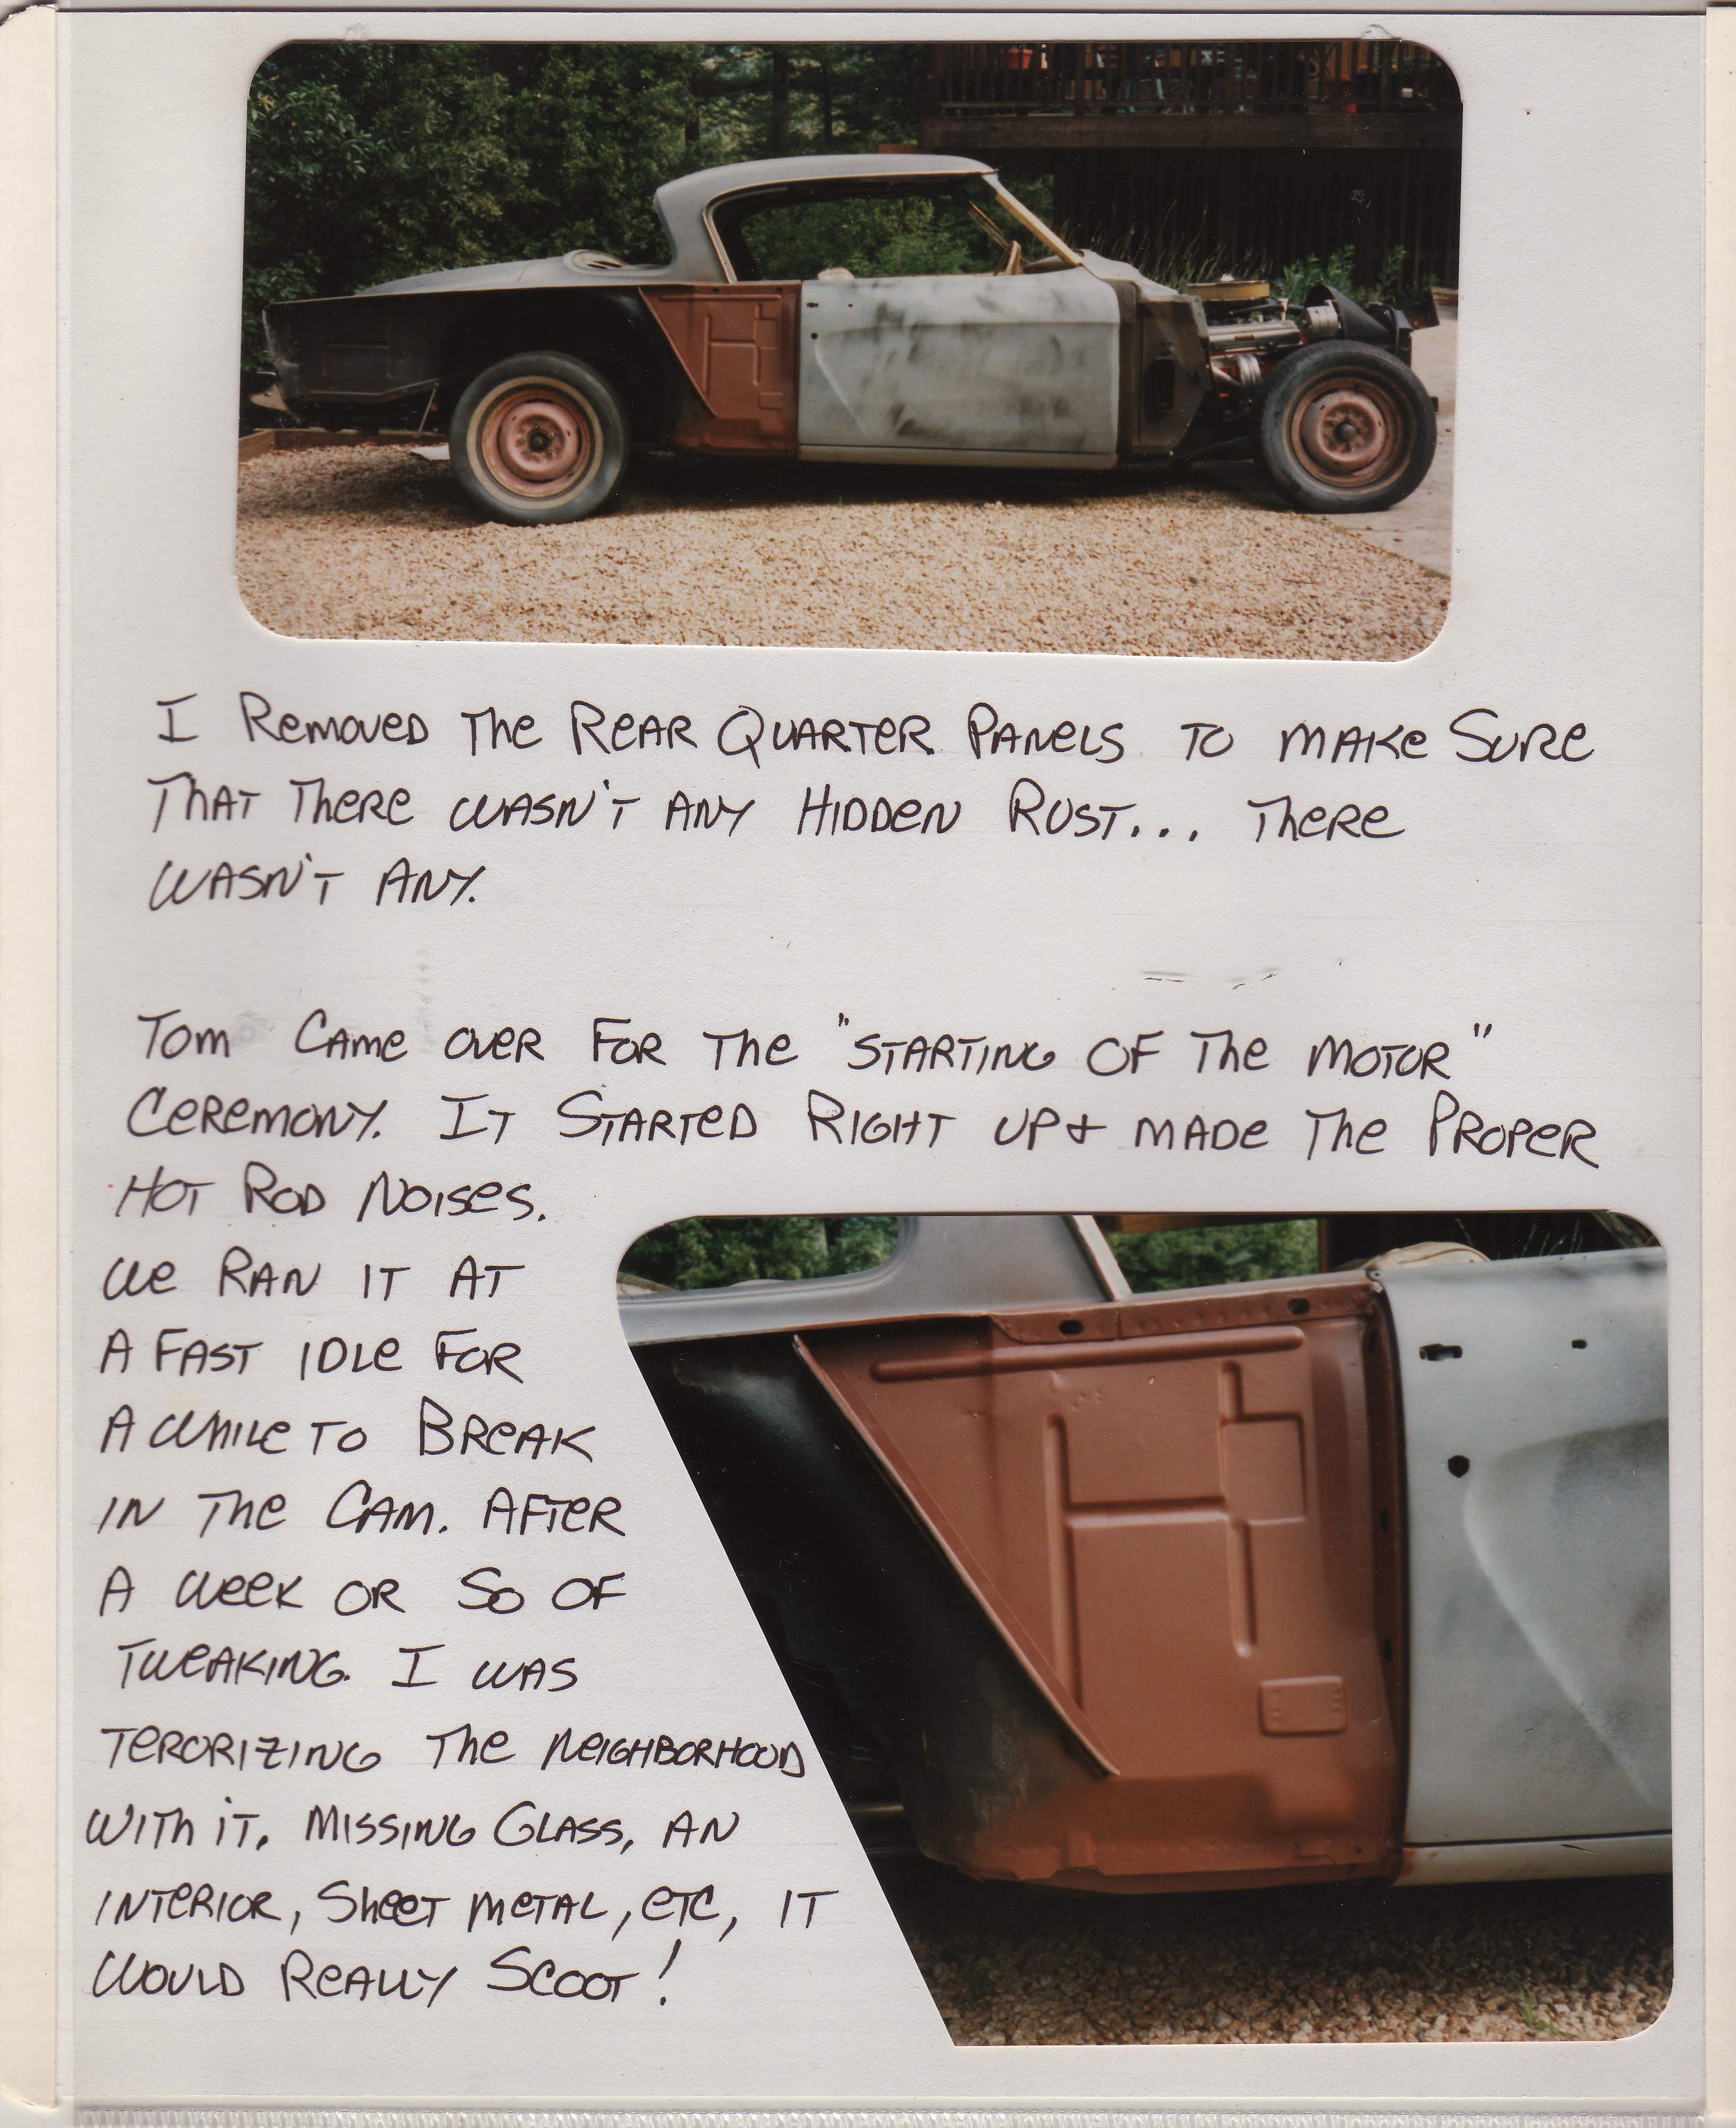 I Removed The Rear Quarter Panels to make Sure
That There wasn't any Hidden Rust... There
wasn't any.
Tom Came over for the "Starting of the motor"
Ceremony. It Started Right up + made the Proper
Hot Rod Noises.
We ran it at
a fast idle for
a while to Break
in the Cam. After
a week or so of
Tweaking. I was
Terorizing the neighborhood
with it. Missing Glass, an
interior, Sheet metal, etc, it
would really Scoot!